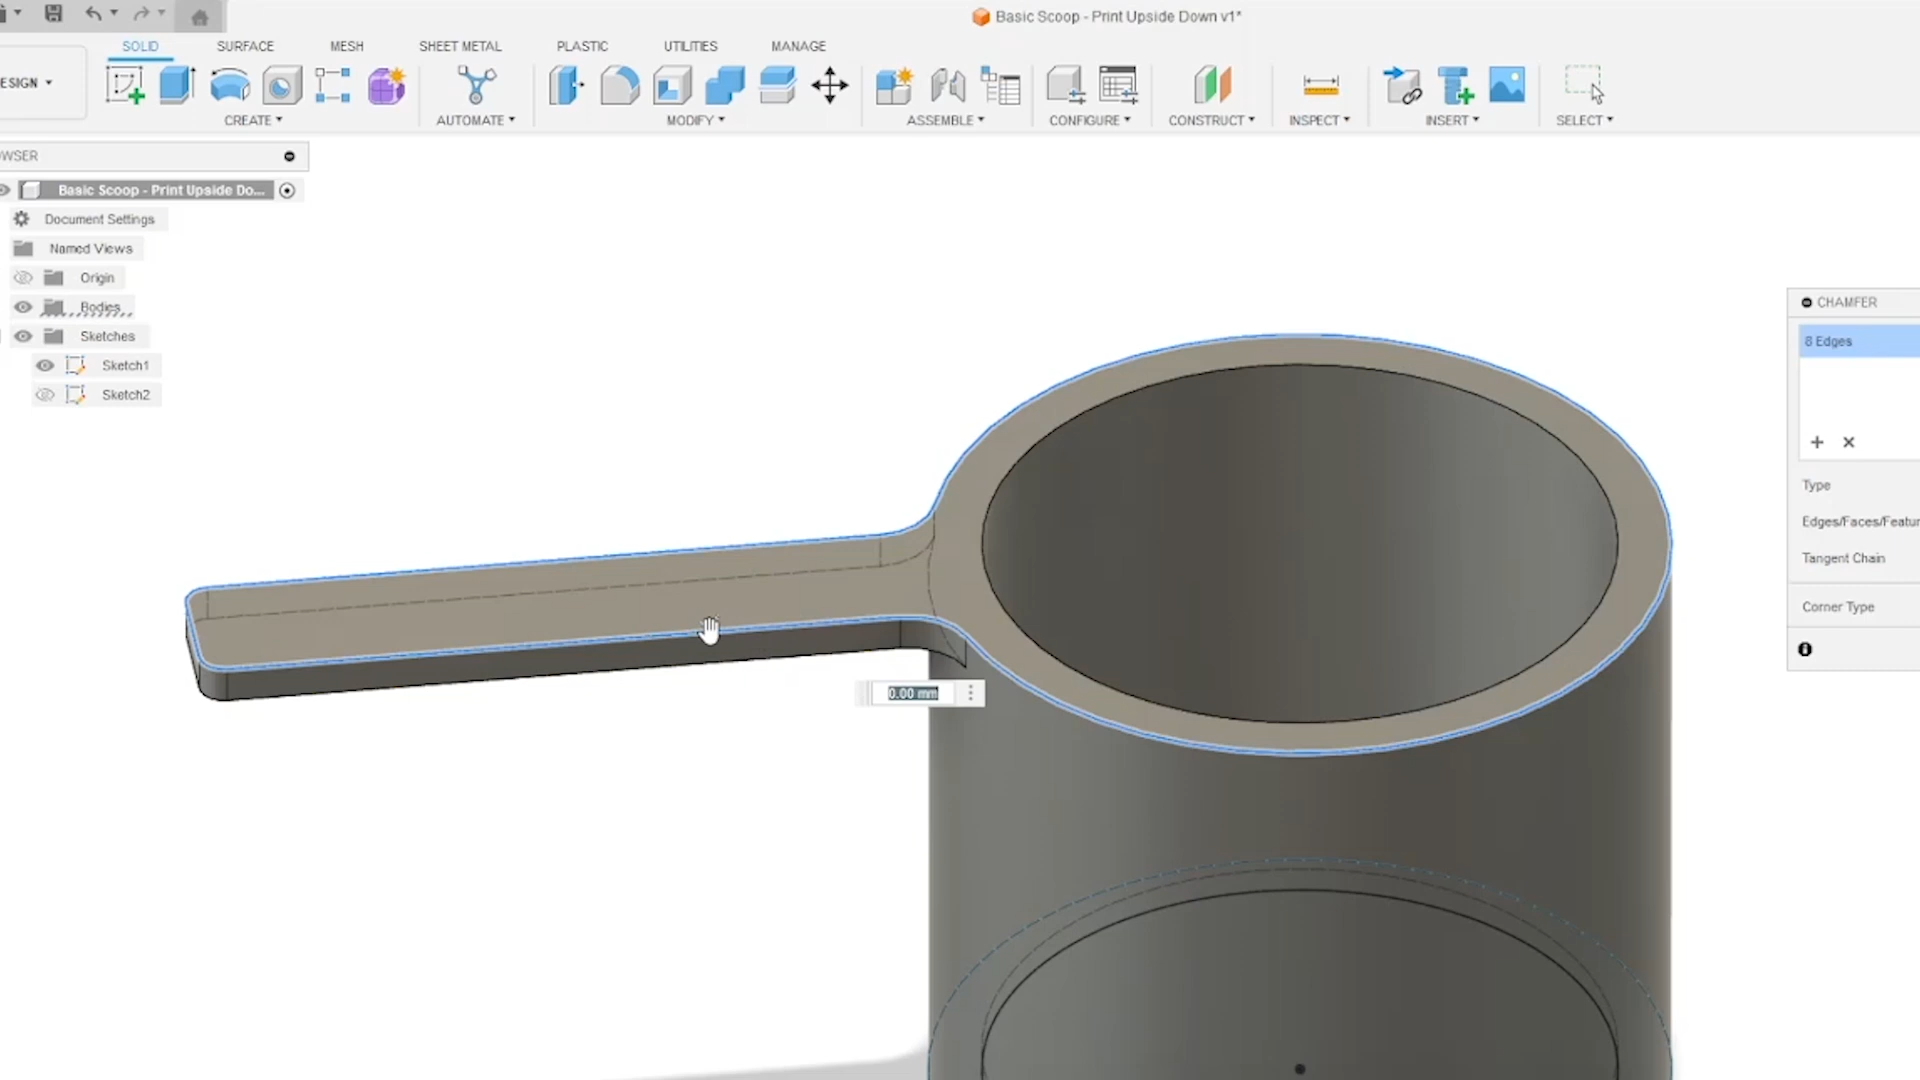 Basic Scoop - Print Upside Down v1*
SOLID SURFACE MESH SHEET METAL PLASTIC UTILITIES MANAGE
ESIGN
CREATE AUTOMATE MODIFY ASSEMBLE CONFIGURE CONSTRUCT INSPECT INSERT SELECT
WSER
Basic Scoop - Print Upside Do...
Document Settings
Named Views
Origin
Bodies
Sketches
Sketch1
Sketch2
0.00 mm
CHAMFER
8 Edges
Type
Edges/Faces/Featur
Tangent Chain
Corner Type